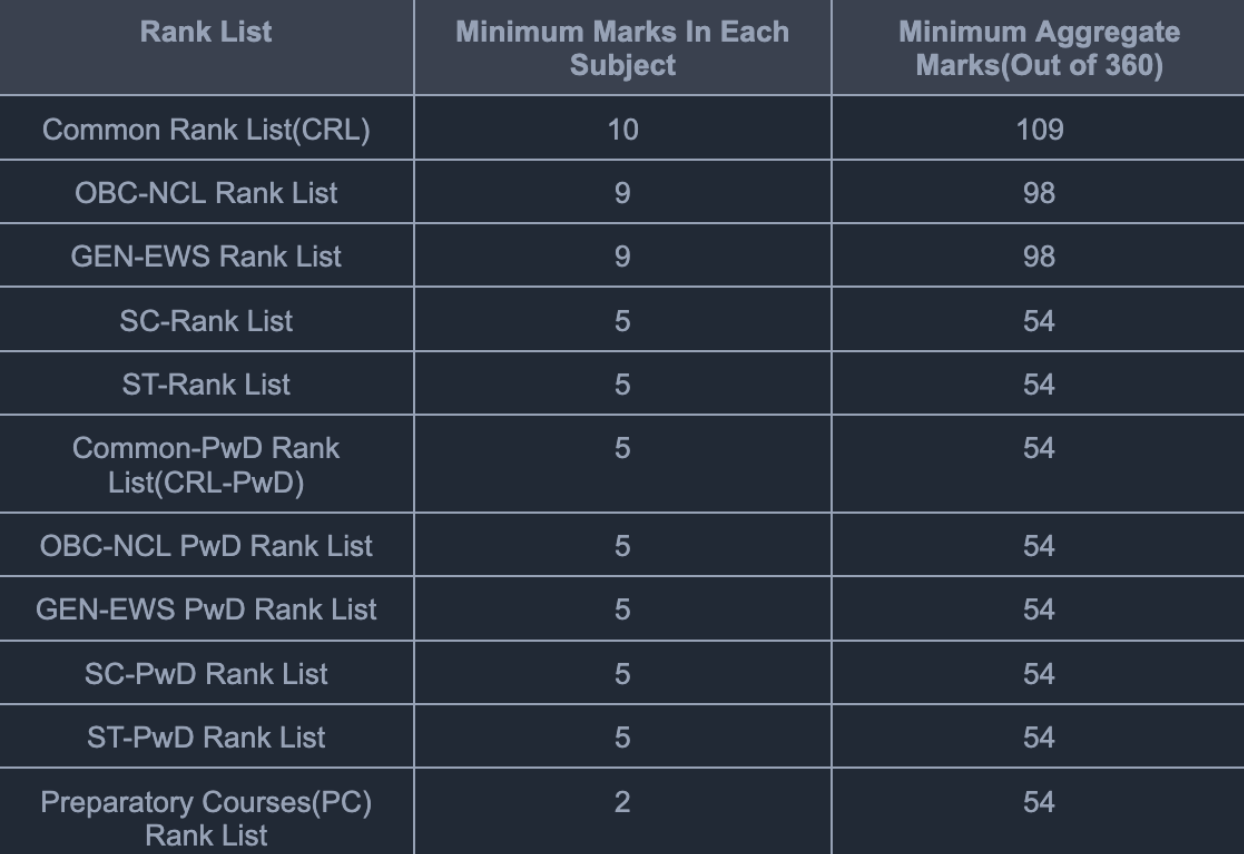 Rank List
Minimum Marks In Each
Subject
Minimum Aggregate
Marks(Out of 360)
Common Rank List(CRL)
10
109
OBC-NCL Rank List
9
98
GEN-EWS Rank List
9
98
SC-Rank List
5
54
ST-Rank List
5
54
Common-PwD Rank
List(CRL-PwD)
5
54
OBC-NCL PwD Rank List
5
54
GEN-EWS PwD Rank List
5
54
SC-PwD Rank List
5
54
ST-PwD Rank List
5
54
Preparatory Courses(PC)
Rank List
2
54